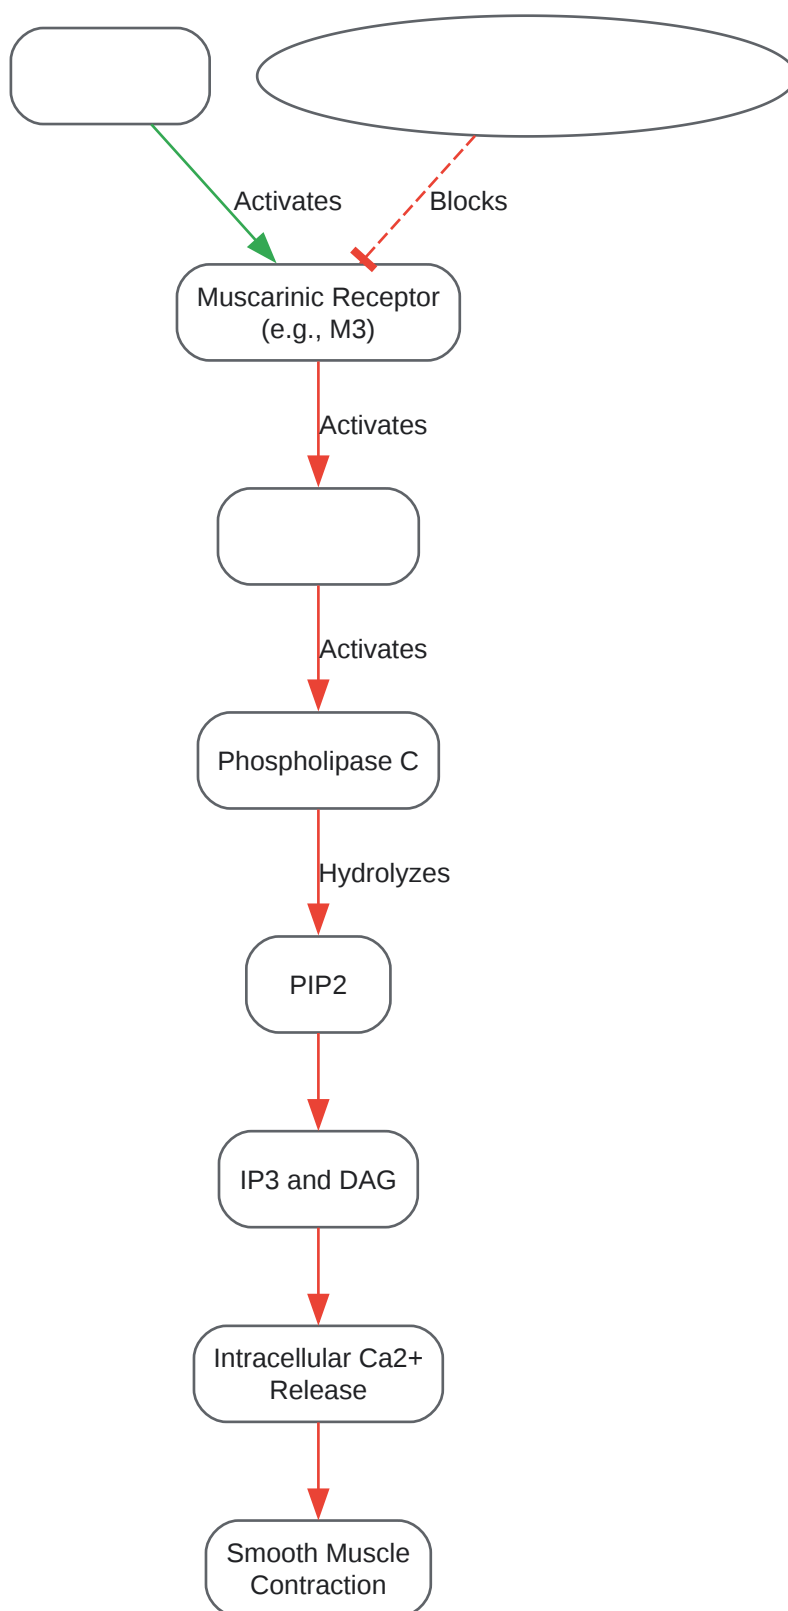 Activates
Blocks
Muscarinic Receptor
(e.g., M3)
Activates
Activates
Phospholipase C
Hydrolyzes
PIP2
IP3 and DAG
Intracellular Ca2+
Release
Smooth Muscle
Contraction